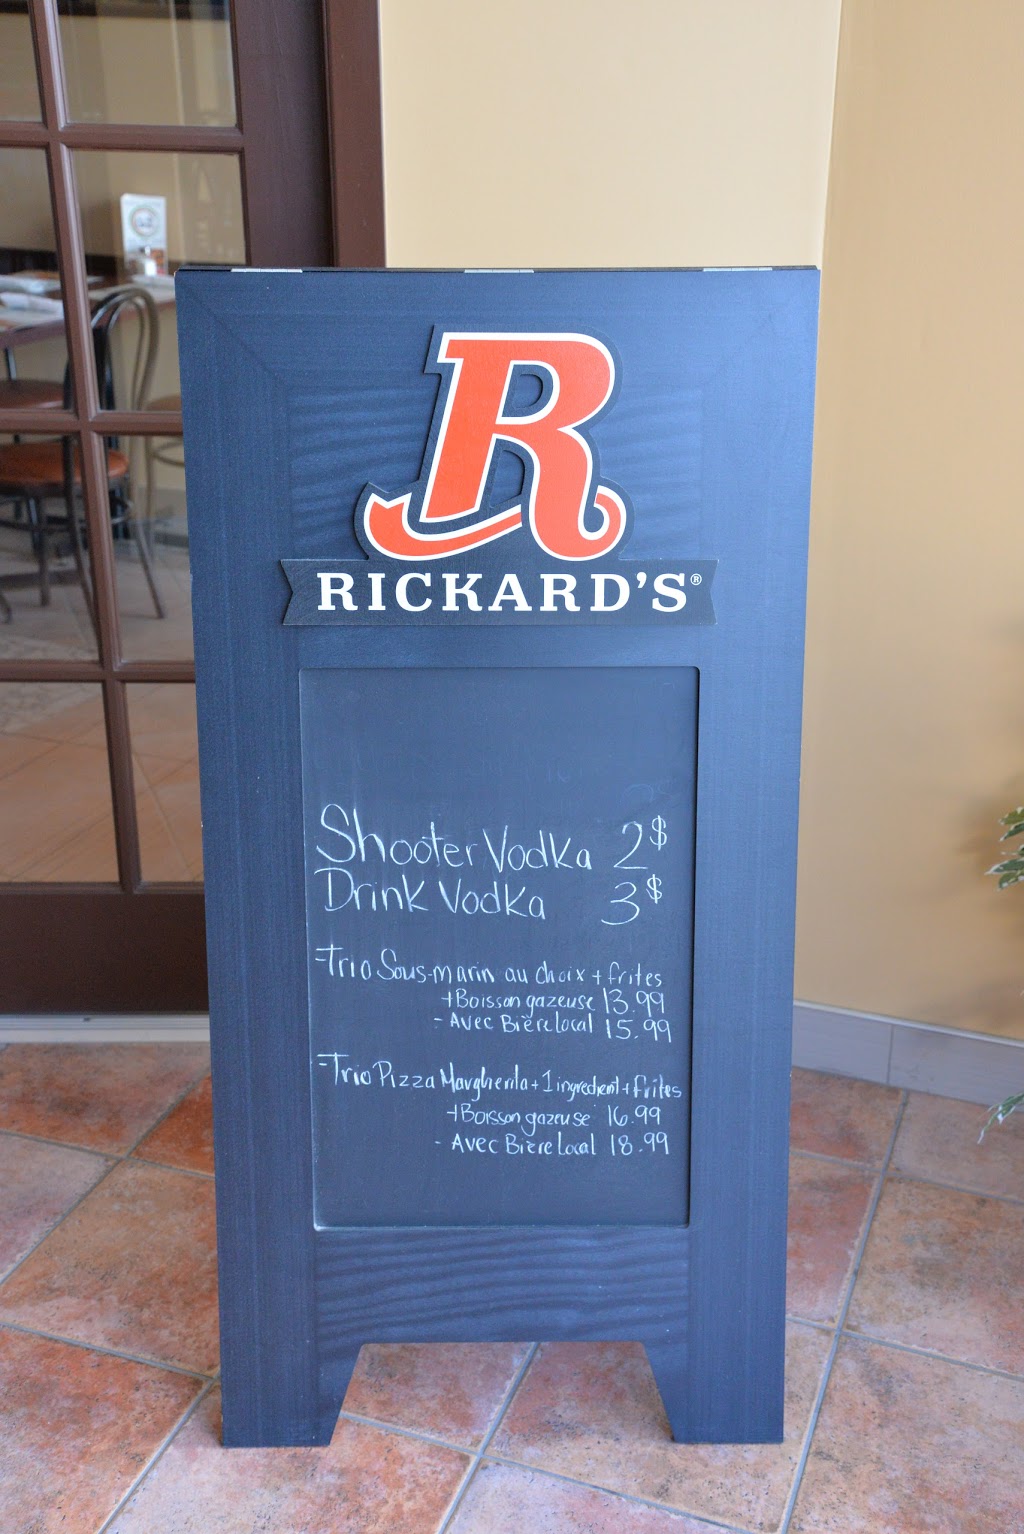 R
RICKARD'S®
Shooter Vodka 2$
Drink Vodka 3$
-Trio Sous-marin au choix + frites
+Boisson gazeuse 13.99
- Avec Bière local 15.99
-Trio Pizza Margherita + 1 ingredient + frites
+Boisson gazeuse 16.99
- Avec Bière Local 18.99